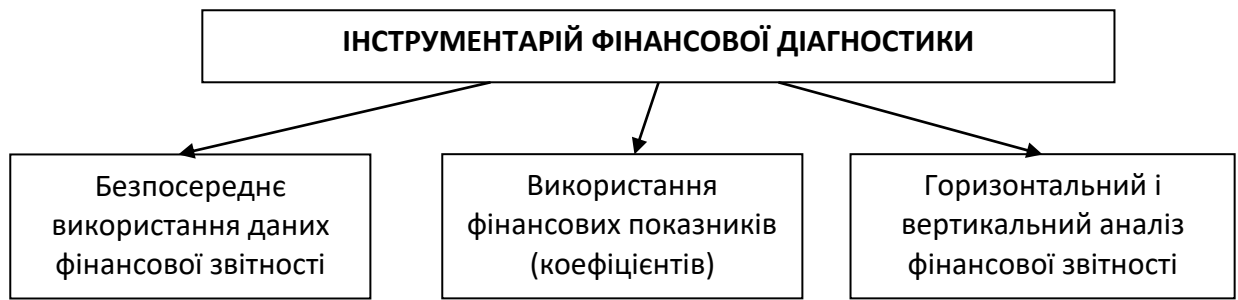 ІНСТРУМЕНТАРІЙ ФІНАНСОВОЇ ДІАГНОСТИКИ
Безпосереднє
використання даних
фінансової звітності
Використання
фінансових показників
(коефіцієнтів)
Горизонтальний і
вертикальний аналіз
фінансової звітності